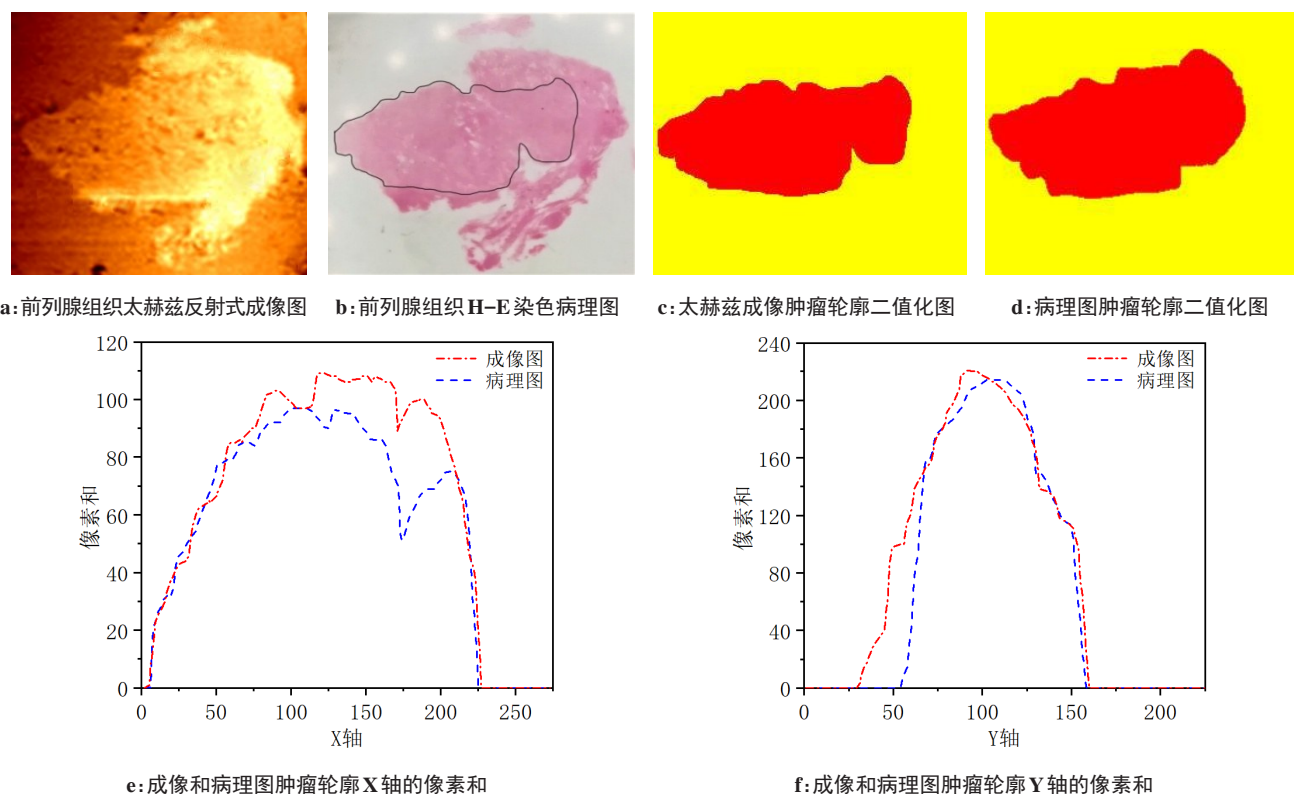 a:前列腺组织太赫兹反射式成像图
b:前列腺组织H-E染色病理图
c:太赫兹成像肿瘤轮廓二值化图
d:病理图肿瘤轮廓二值化图
120
100
80
60
40
20
0
像素和
成像图
病理图
0 50 100 150 200 250
X轴
e:成像和病理图肿瘤轮廓X轴的像素和
240
200
160
120
80
40
0
像素和
成像图
病理图
0 50 100 150 200
Y轴
f:成像和病理图肿瘤轮廓Y轴的像素和